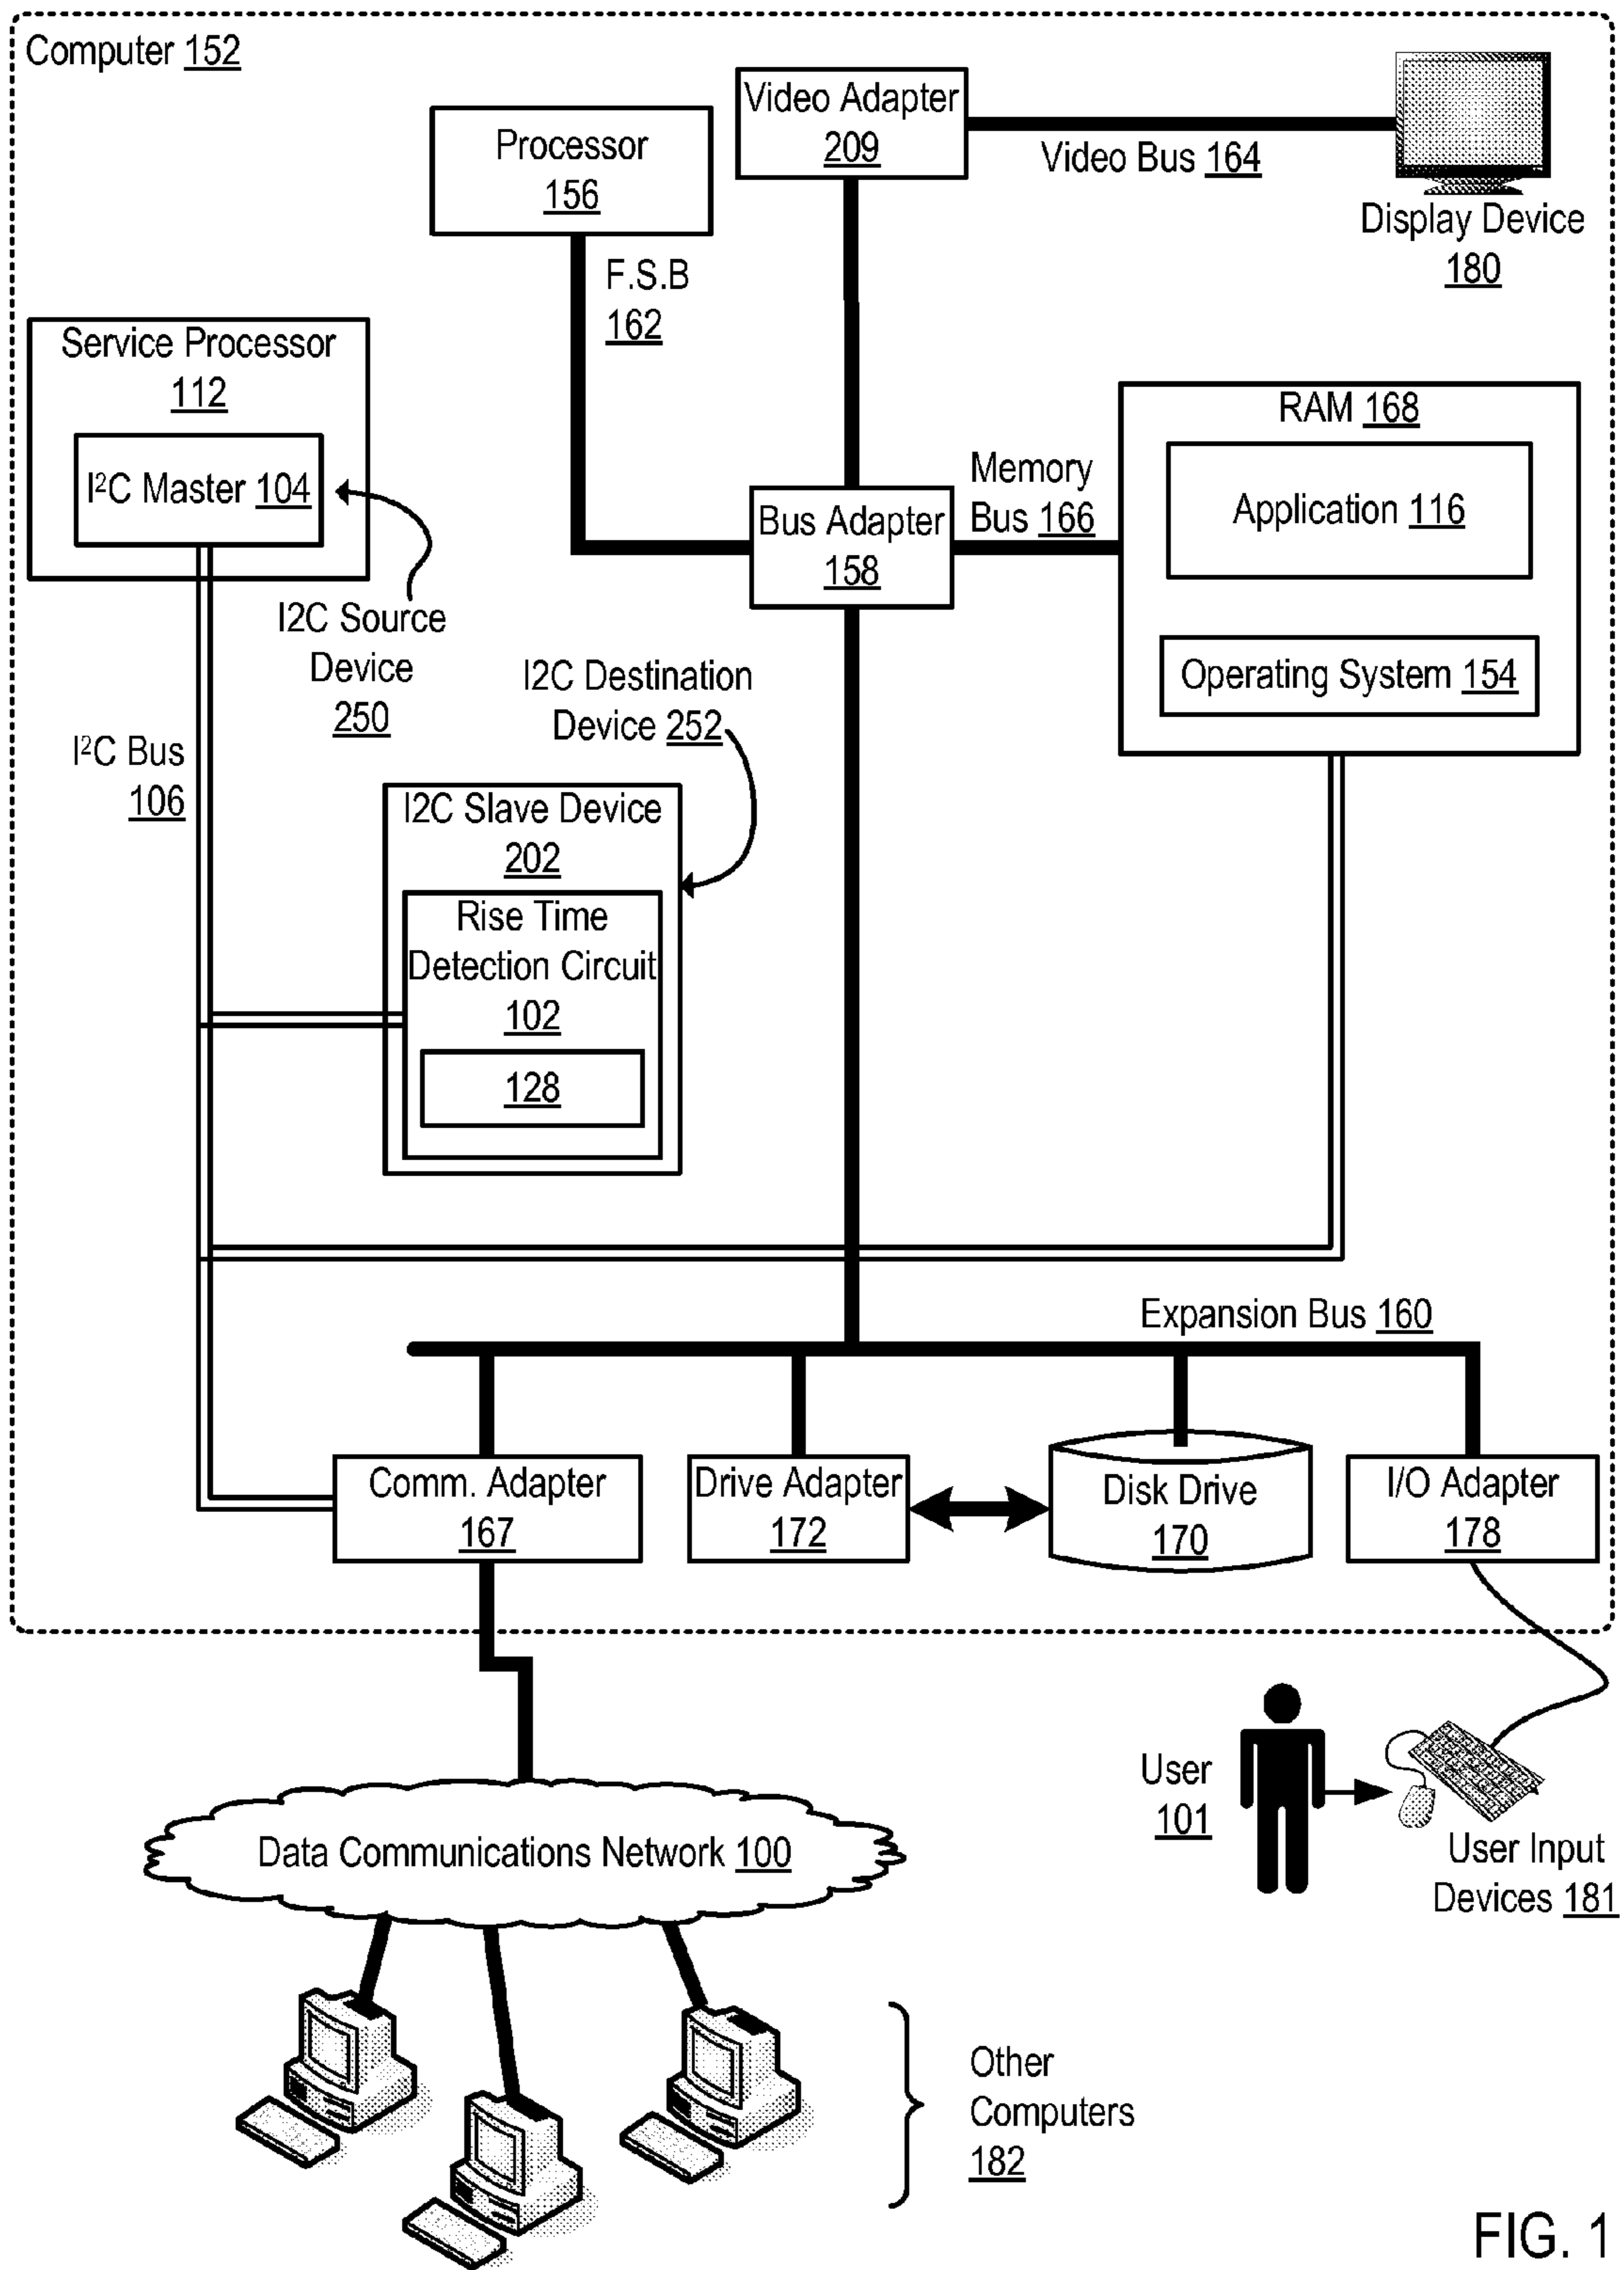 Computer 152
Video Adapter
209
Processor
156
Video Bus 164
Display Device
180
F.S.B
162
Service Processor
112
I²C Master 104
RAM 168
Application 116
Memory
Bus 166
Bus Adapter
158
I2C Source
Device
250
I2C Destination
Device 252
Operating System 154
I²C Bus
106
I2C Slave Device
202
Rise Time
Detection Circuit
102
128
Expansion Bus 160
Comm. Adapter
167
Drive Adapter
172
Disk Drive
170
I/O Adapter
178
User
101
User Input
Devices 181
Data Communications Network 100
Other
Computers
182
FIG. 1